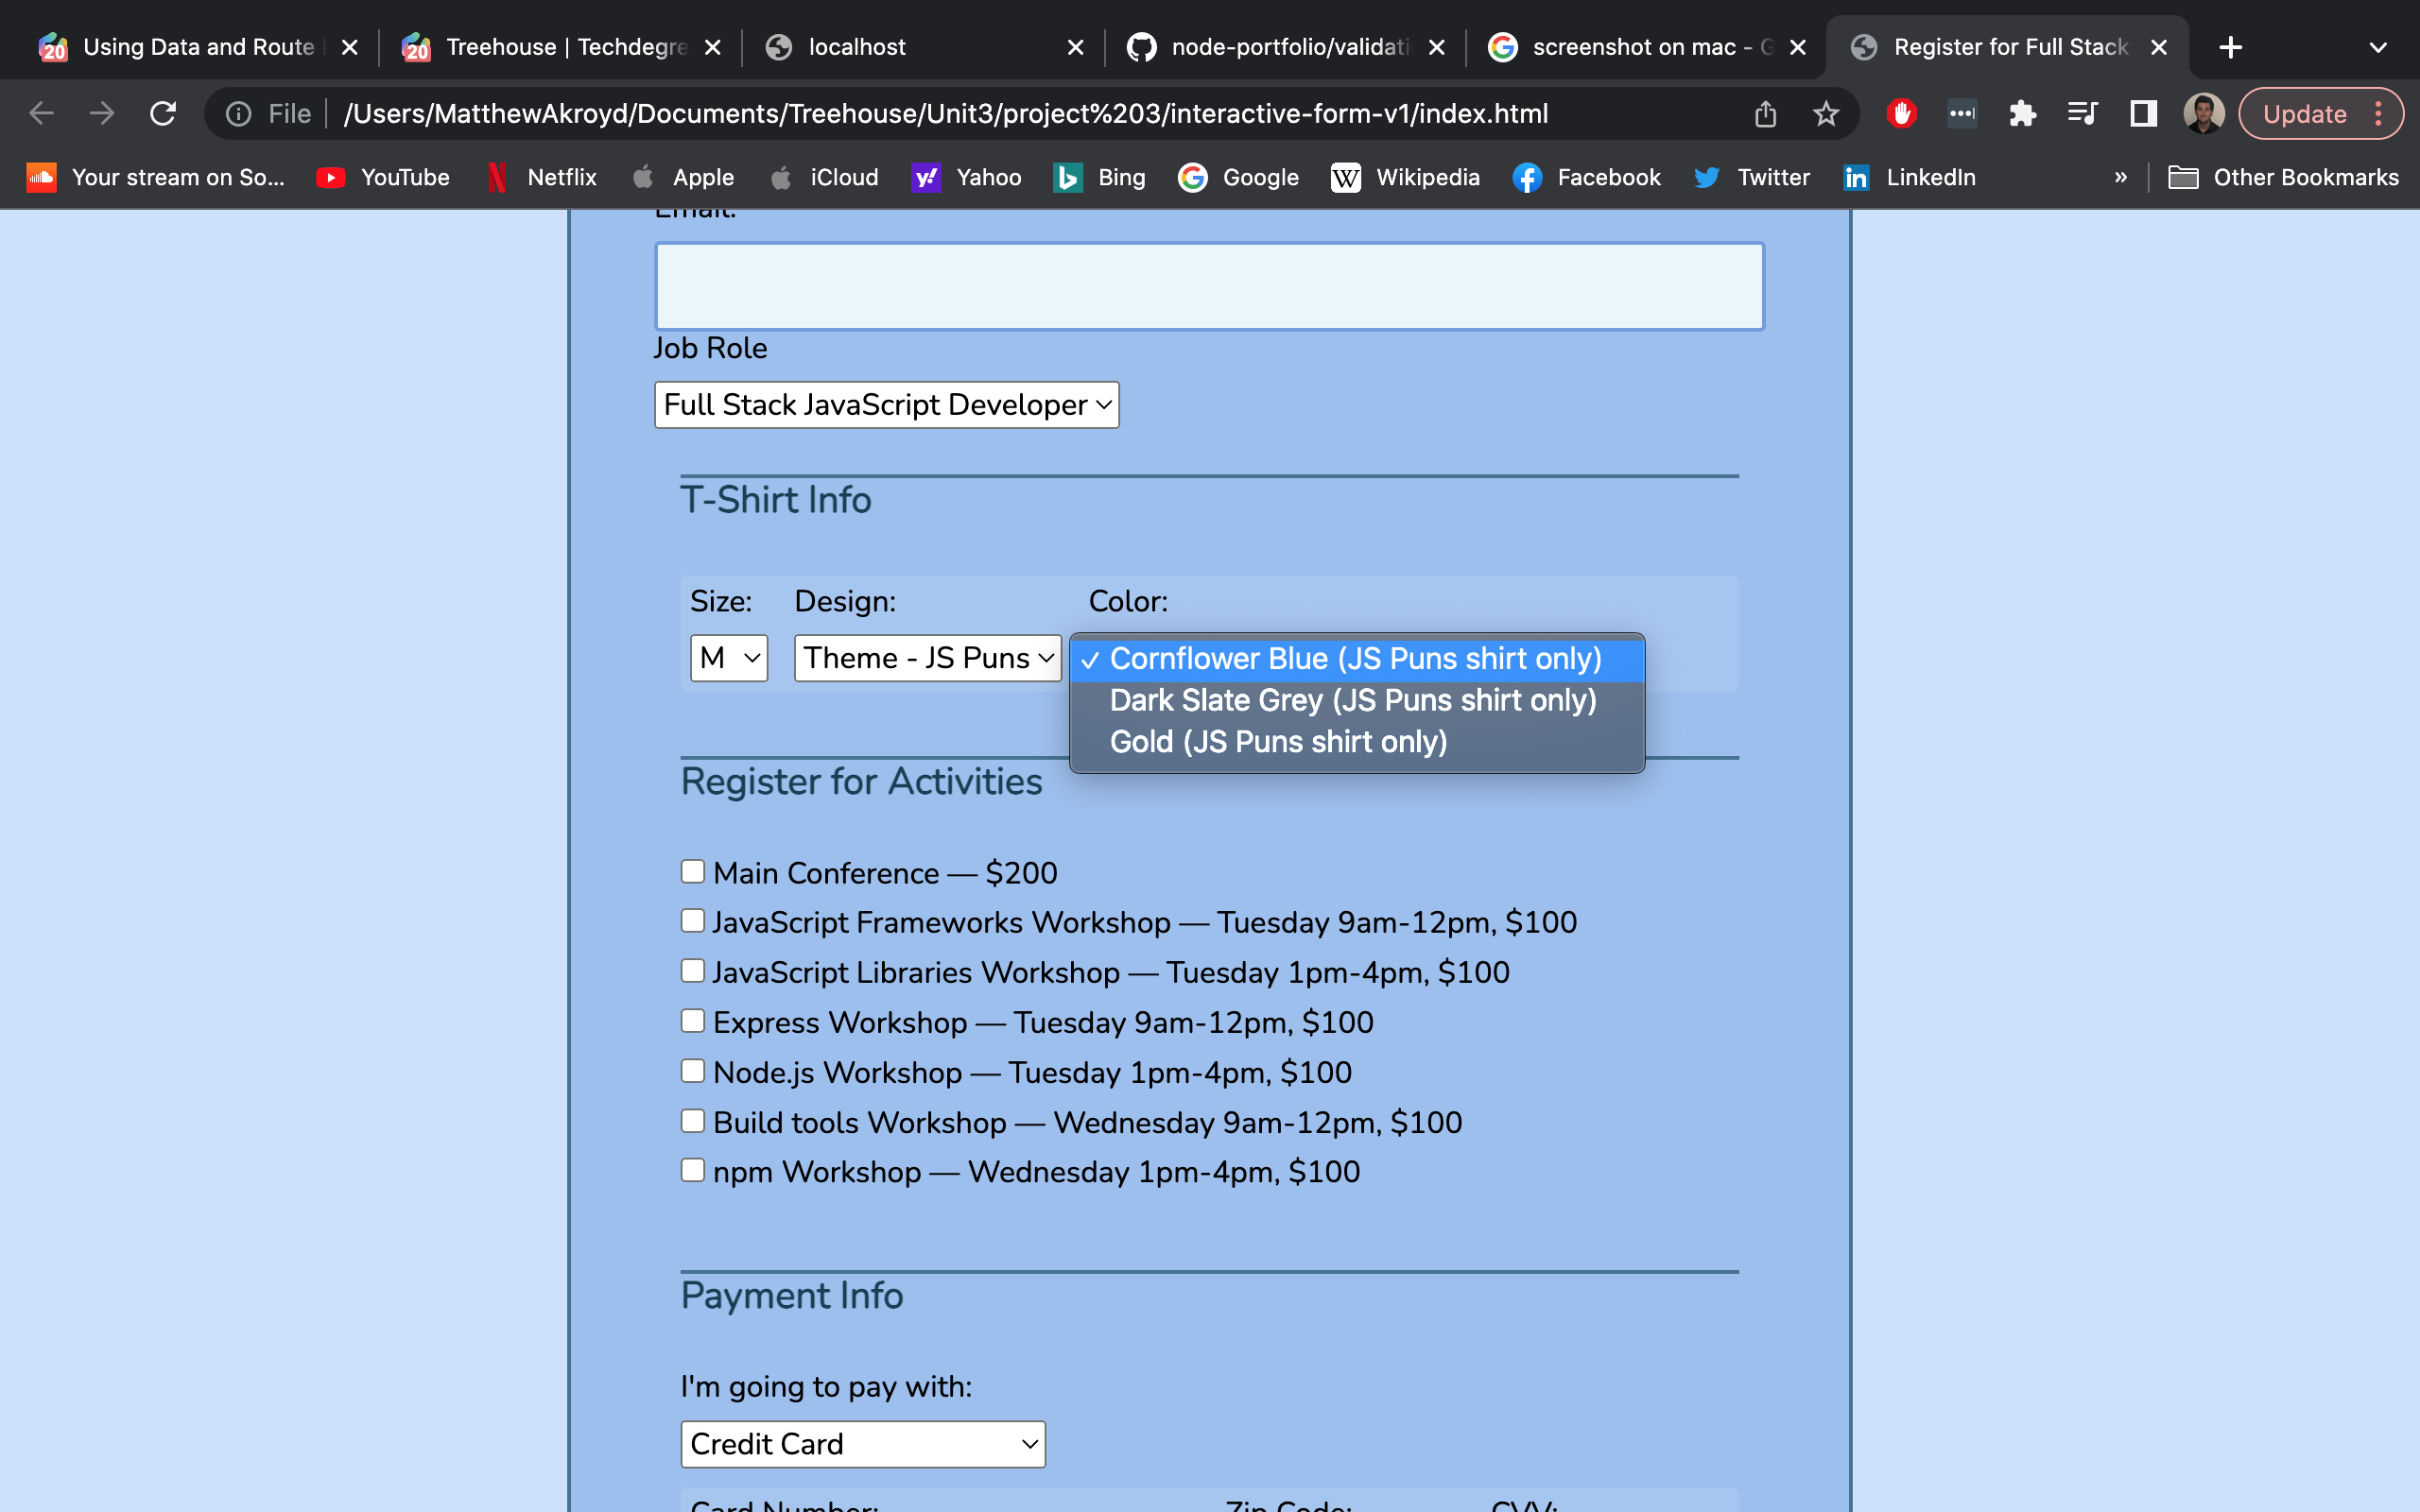 Using Data and Route
Treehouse | Techdegre
localhost
node-portfolio/validati
screenshot on mac - G
Register for Full Stack
File
/Users/MatthewAkroyd/Documents/Treehouse/Unit3/project%203/interactive-form-v1/index.html
Update
Your stream on So...
YouTube
Netflix
Apple
iCloud
Yahoo
Bing
Google
Wikipedia
Facebook
Twitter
LinkedIn
»
Other Bookmarks
Email:
Job Role
Full Stack JavaScript Developer
T-Shirt Info
Size: Design: Color:
M
Theme - JS Puns
✓ Cornflower Blue (JS Puns shirt only)
Dark Slate Grey (JS Puns shirt only)
Gold (JS Puns shirt only)
Register for Activities
Main Conference — $200
JavaScript Frameworks Workshop — Tuesday 9am-12pm, $100
JavaScript Libraries Workshop — Tuesday 1pm-4pm, $100
Express Workshop — Tuesday 9am-12pm, $100
Node.js Workshop — Tuesday 1pm-4pm, $100
Build tools Workshop — Wednesday 9am-12pm, $100
npm Workshop — Wednesday 1pm-4pm, $100
Payment Info
I'm going to pay with:
Credit Card
Card Number: Zip Code: CVV: